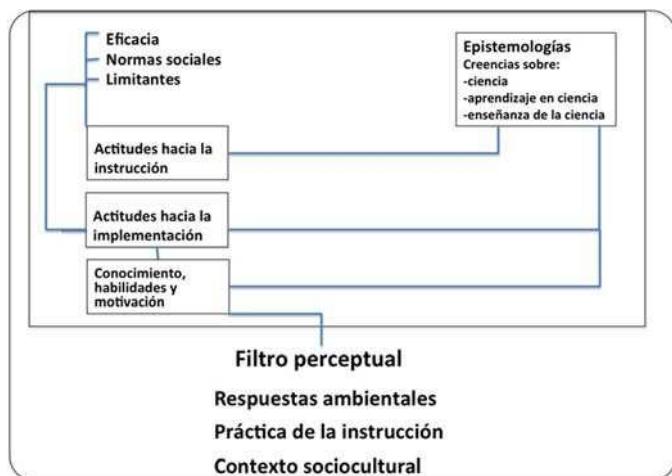 Eficacia
Normas sociales
Limitantes
Epistemologías
Creencias sobre:
-ciencia
-aprendizaje en ciencia
-enseñanza de la ciencia
Actitudes hacia la
instrucción
Actitudes hacia la
implementación
Conocimiento,
habilidades y
motivación
Filtro perceptual
Respuestas ambientales
Práctica de la instrucción
Contexto sociocultural